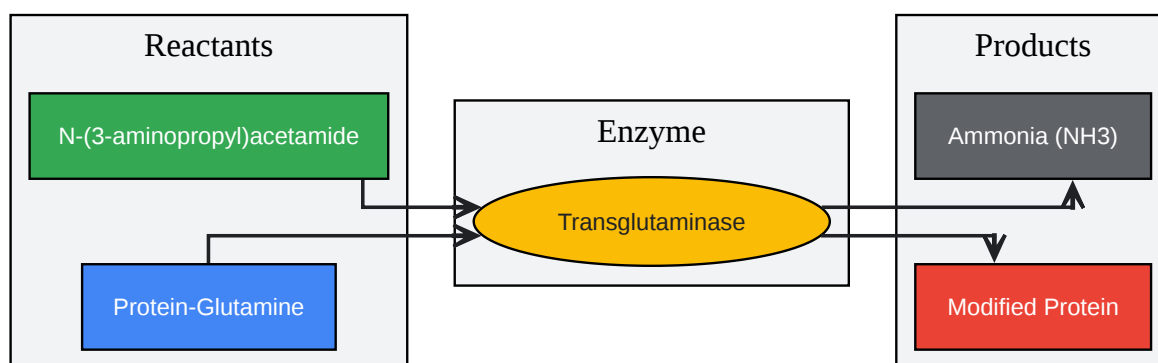 Reactants
N-(3-aminopropyl)acetamide
Protein-Glutamine
Enzyme
Transglutaminase
Products
Ammonia (NH3)
Modified Protein